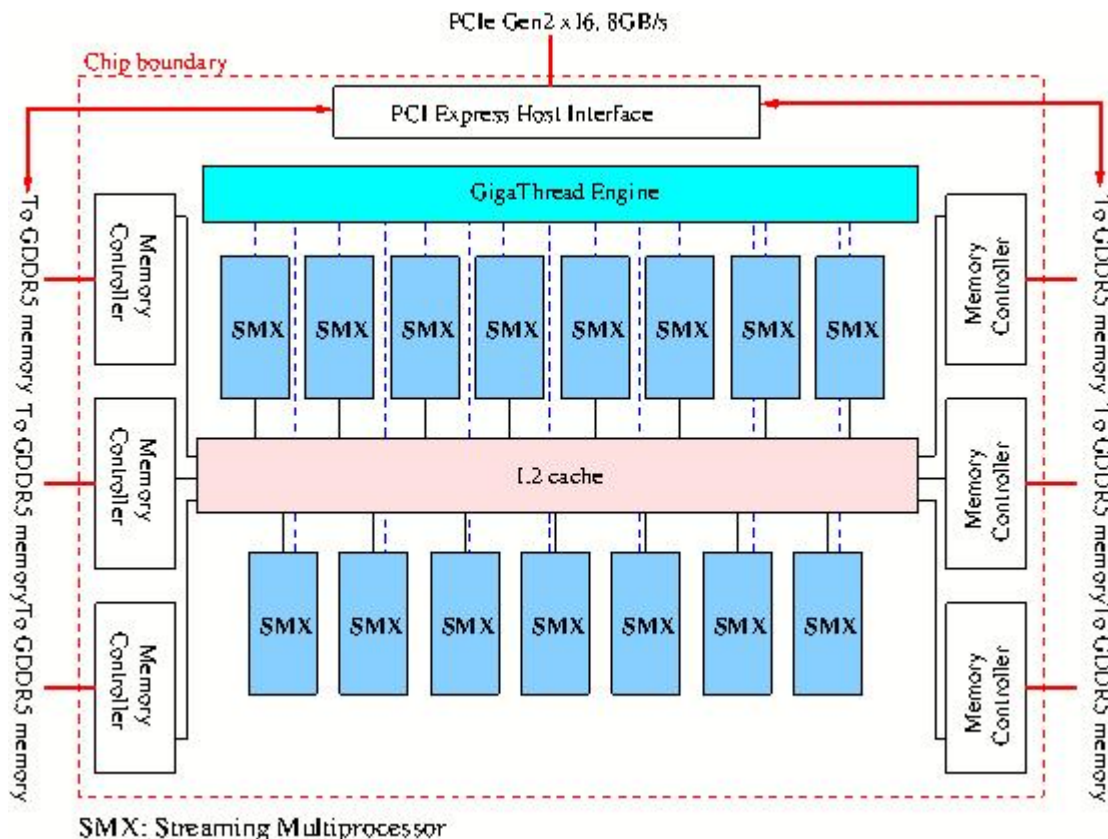 PCIe Gen2 x16, 8GB/s
Chip boundary
PCI Express Host Interface
GigaThread Engine
Memory
Controller
Memory
Controller
To GDDR5 memory
To GDDR5 memory
SMX
SMX
SMX
SMX
SMX
SMX
SMX
SMX
L2 cache
Memory
Controller
Memory
Controller
To GDDR5 memory
To GDDR5 memory
SMX
SMX
SMX
SMX
SMX
SMX
SMX
Memory
Controller
Memory
Controller
To GDDR5 memory
To GDDR5 memory
SMX: Streaming Multiprocessor